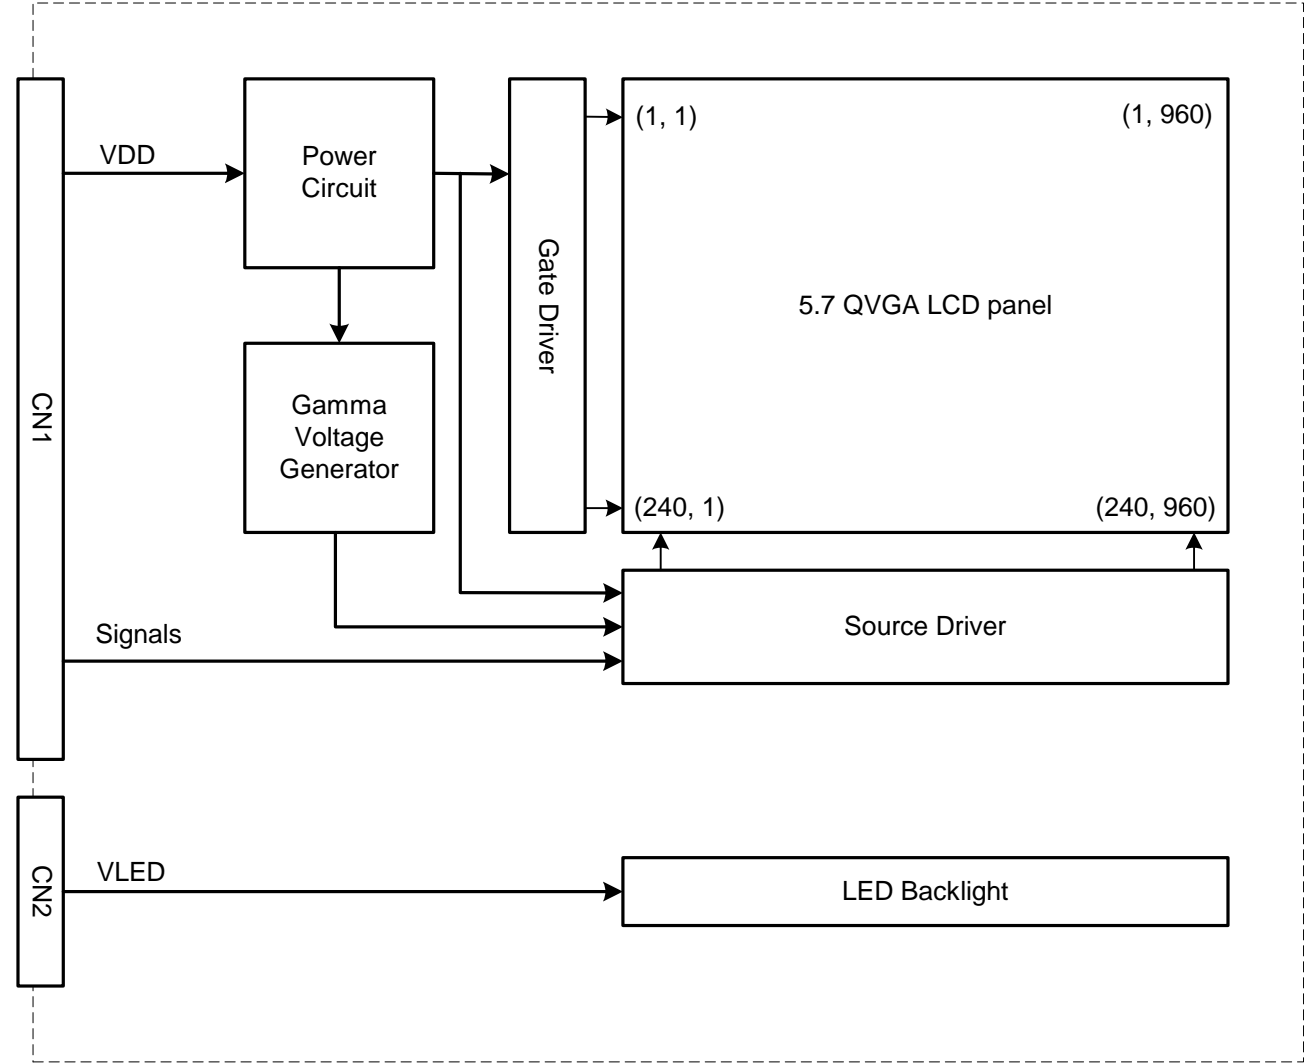 (1, 1)
(1, 960)
VDD
Power
Circuit
Gate Driver
5.7 QVGA LCD panel
CN1
Gamma
Voltage
Generator
(240, 1)
(240, 960)
Signals
Source Driver
CN2
VLED
LED Backlight